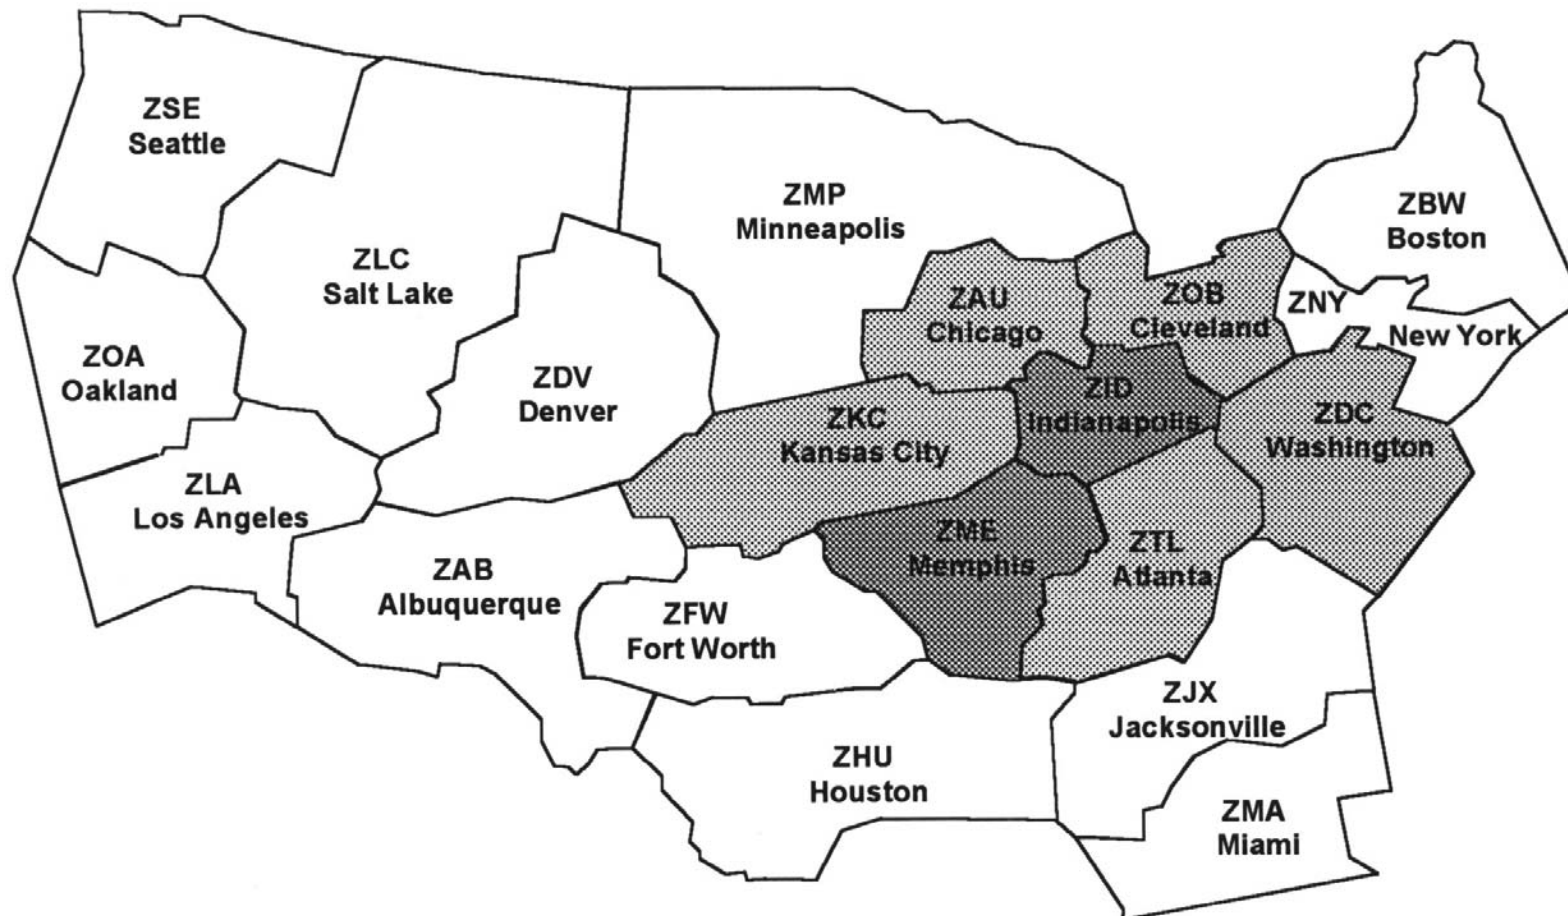 ZSE
Seattle
ZLC
Salt Lake
ZMP
Minneapolis
ZBW
Boston
ZOA
Oakland
ZDV
Denver
ZAU
Chicago
ZOB
Cleveland
ZNY
New York
ZID
Indianapolis
ZKC
Kansas City
ZDC
Washington
ZLA
Los Angeles
ZAB
Albuquerque
ZFW
Fort Worth
ZME
Memphis
ZTL
Atlanta
ZHU
Houston
ZJX
Jacksonville
ZMA
Miami